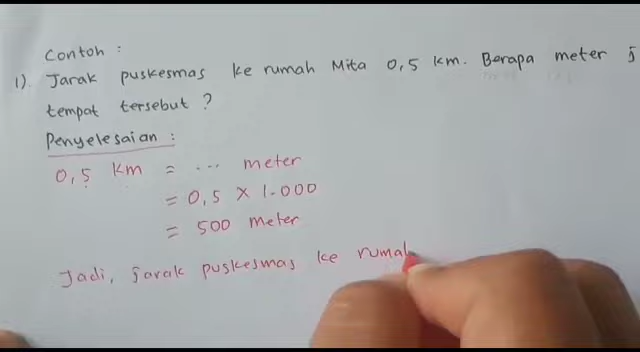 Contoh :
1). Jarak puskesmas ke rumah Mita 0,5 km. Berapa meter j
tempat tersebut ?
Penyelesaian :
0,5 km = ... meter
= 0,5 × 1.000
= 500 meter
Jadi, jarak puskesmas ke rumah